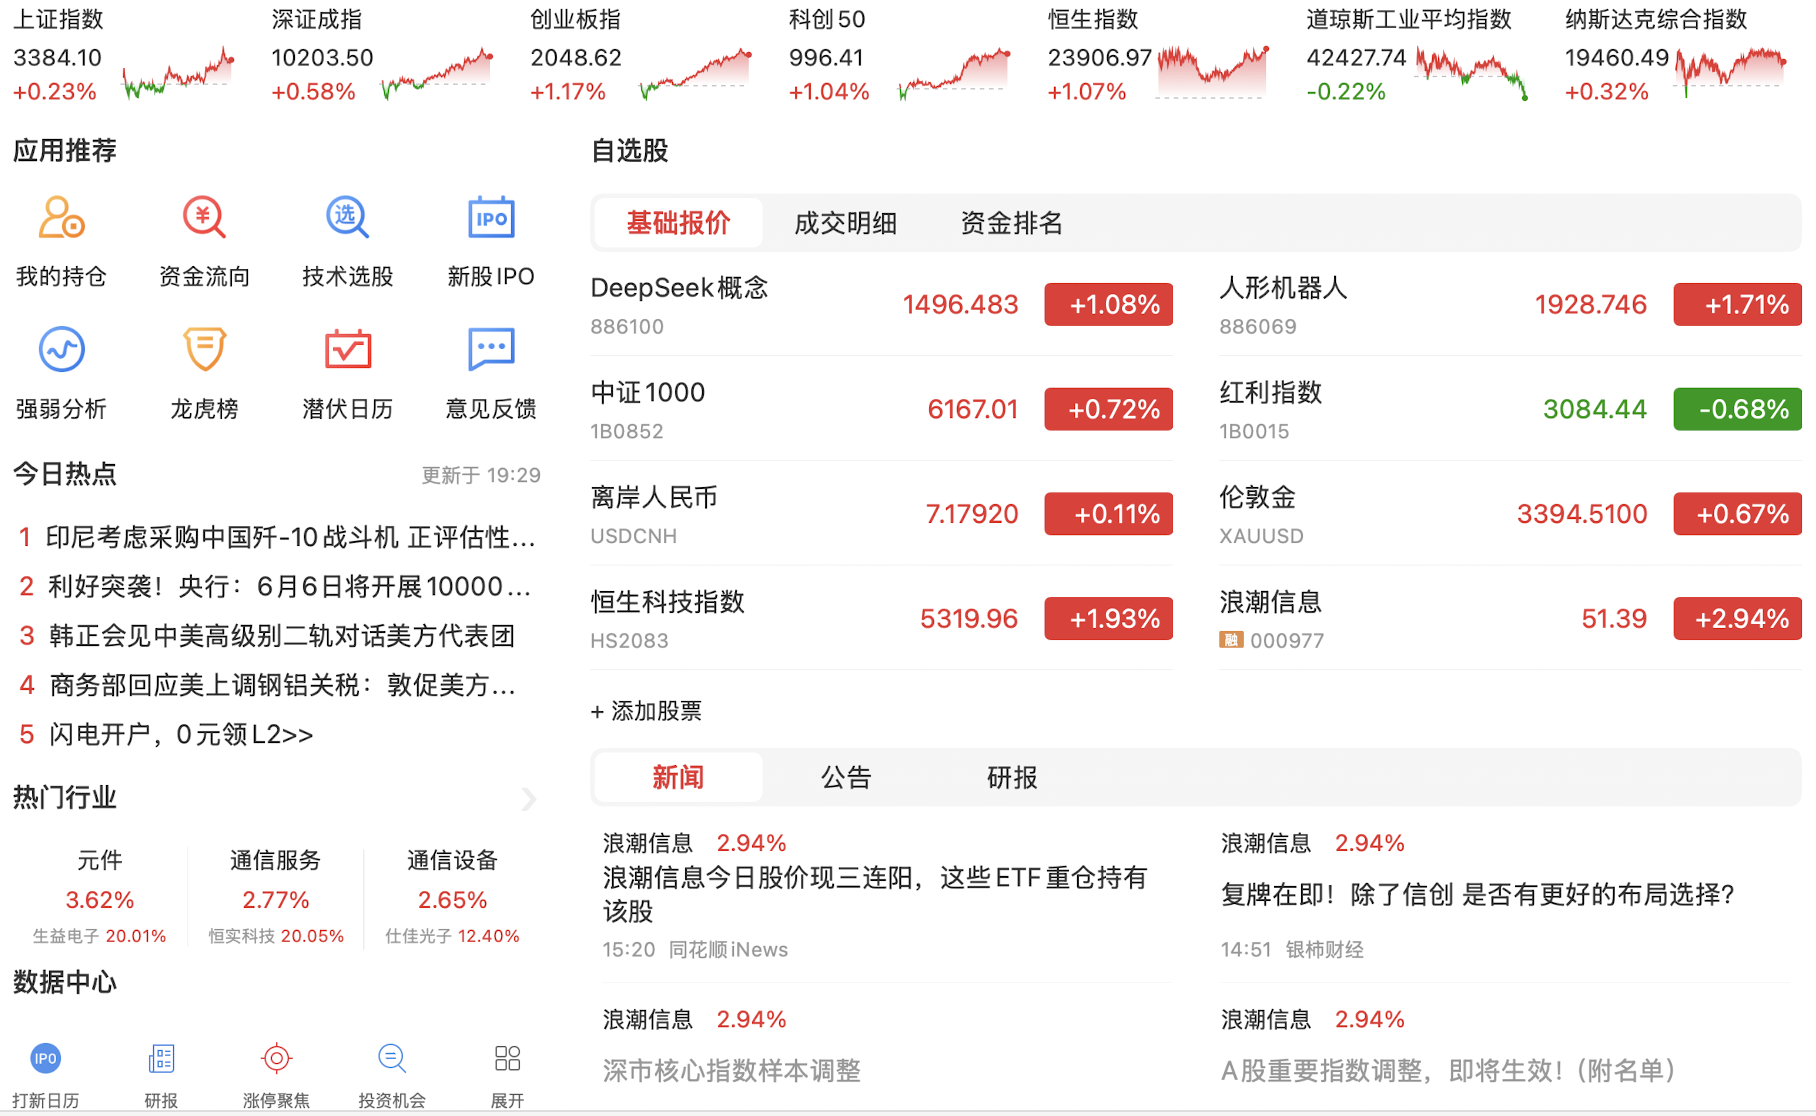 上证指数
3384.10
+0.23%
深证成指
10203.50
+0.58%
创业板指
2048.62
+1.17%
科创50
996.41
+1.04%
恒生指数
23906.97
+1.07%
道琼斯工业平均指数
42427.74
-0.22%
纳斯达克综合指数
19460.49
+0.32%
应用推荐
¥
选
IPO
我的持仓
资金流向
技术选股
新股IPO
强弱分析
龙虎榜
潜伏日历
意见反馈
今日热点
更新于 19:29
1 印尼考虑采购中国歼-10战斗机 正评估性...
2 利好突袭！央行：6月6日将开展10000...
3 韩正会见中美高级别二轨对话美方代表团
4 商务部回应美上调钢铝关税：敦促美方...
5 闪电开户，0元领L2>>
热门行业
元件
3.62%
生益电子 20.01%
通信服务
2.77%
恒实科技 20.05%
通信设备
2.65%
仕佳光子 12.40%
数据中心
IPO
打新日历
研报
涨停聚焦
投资机会
展开
自选股
基础报价 成交明细 资金排名
DeepSeek概念
886100
1496.483
+1.08%
人形机器人
886069
1928.746
+1.71%
中证1000
1B0852
6167.01
+0.72%
红利指数
1B0015
3084.44
-0.68%
离岸人民币
USDCNH
7.17920
+0.11%
伦敦金
XAUUSD
3394.5100
+0.67%
恒生科技指数
HS2083
5319.96
+1.93%
浪潮信息
融 000977
51.39
+2.94%
+ 添加股票
新闻 公告 研报
浪潮信息 2.94%
浪潮信息今日股价现三连阳，这些ETF重仓持有
该股
15:20 同花顺iNews
浪潮信息 2.94%
复牌在即！除了信创 是否有更好的布局选择？
14:51 银柿财经
浪潮信息 2.94%
深市核心指数样本调整
浪潮信息 2.94%
A股重要指数调整，即将生效！（附名单）